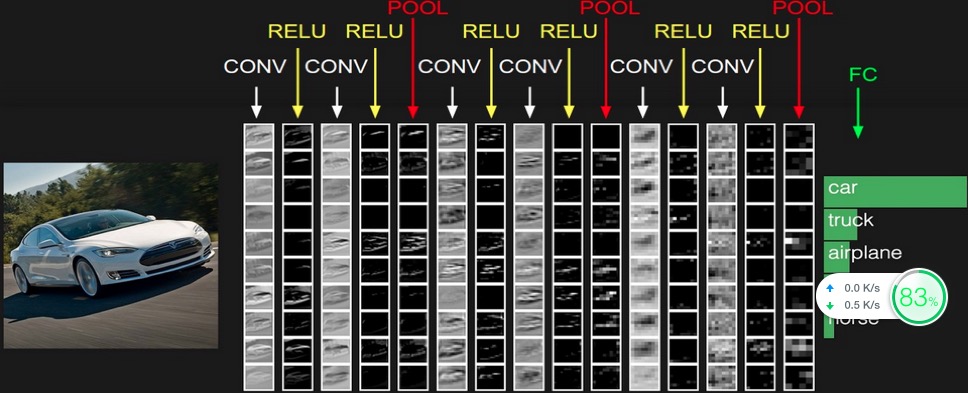 POOL POOL POOL
RELU RELU RELU RELU RELU RELU
CONV CONV CONV CONV CONV CONV
FC
car
truck
airplane
0.0 K/s
0.5 K/s
83%
horse